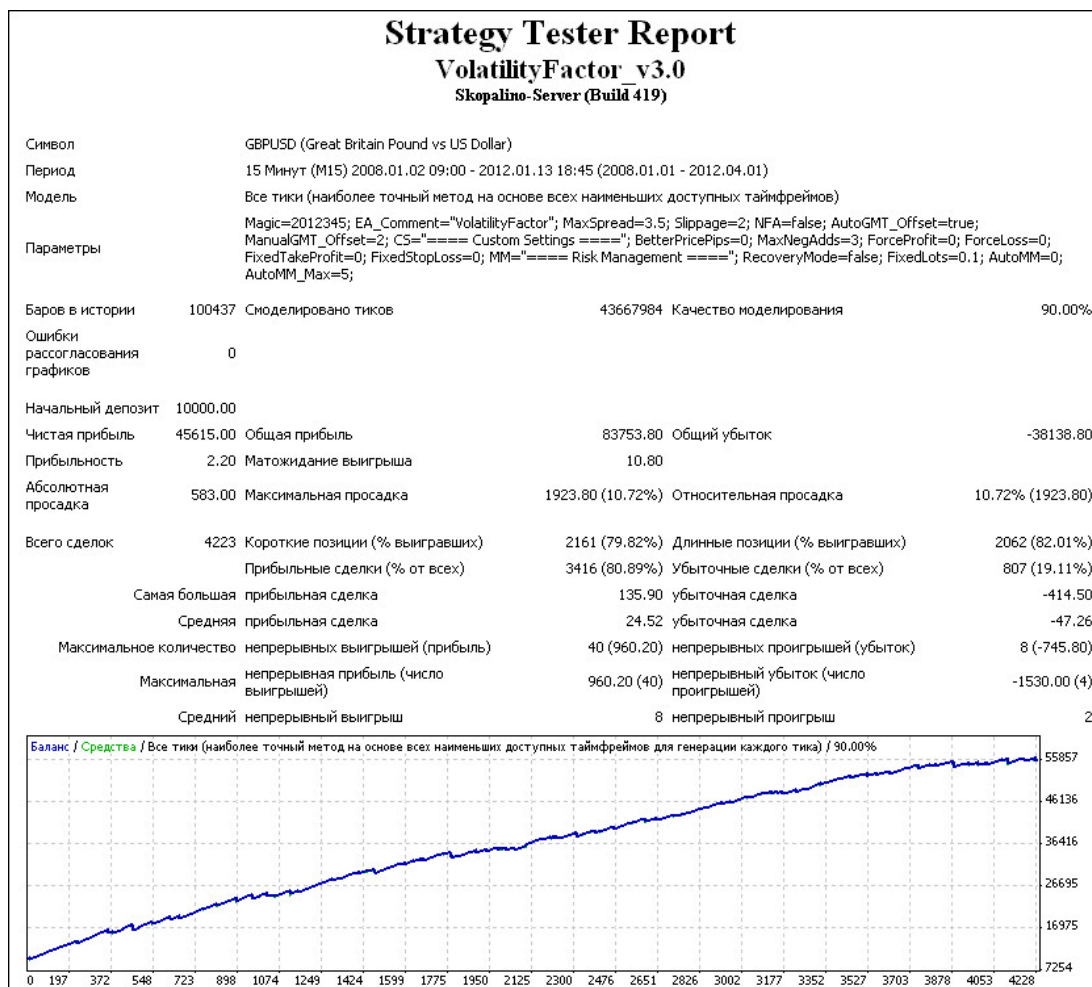 Strategy Tester Report
VolatilityFactor_v3.0
Skopalino-Server (Build 419)
Символ GBPUSD (Great Britain Pound vs US Dollar)
Период 15 Минут (M15) 2008.01.02 09:00 - 2012.01.13 18:45 (2008.01.01 - 2012.04.01)
Модель Все тики (наиболее точный метод на основе всех наименьших доступных таймфреймов)
Параметры Magic=2012345; EA_Comment="VolatilityFactor"; MaxSpread=3.5; Slippage=2; NFA=false; AutoGMT_Offset=true;
ManualGMT_Offset=2; CS="==== Custom Settings ===="; BetterPricePips=0; MaxNegAdds=3; ForceProfit=0; ForceLoss=0;
FixedTakeProfit=0; FixedStopLoss=0; MM="==== Risk Management ===="; RecoveryMode=false; FixedLots=0.1; AutoMM=0;
AutoMM_Max=5;
Баров в истории 100437 Смоделировано тиков 43667984 Качество моделирования 90.00%
Ошибки
рассогласования 0
графиков
Начальный депозит 10000.00
Чистая прибыль 45615.00 Общая прибыль 83753.80 Общий убыток -38138.80
Прибыльность 2.20 Матожидание выигрыша 10.80
Абсолютная
просадка 583.00 Максимальная просадка 1923.80 (10.72%) Относительная просадка 10.72% (1923.80)
Всего сделок 4223 Короткие позиции (% выигравших) 2161 (79.82%) Длинные позиции (% выигравших) 2062 (82.01%)
Прибыльные сделки (% от всех) 3416 (80.89%) Убыточные сделки (% от всех) 807 (19.11%)
Самая большая прибыльная сделка 135.90 убыточная сделка -414.50
Средняя прибыльная сделка 24.52 убыточная сделка -47.26
Максимальное количество непрерывных выигрышей (прибыль) 40 (960.20) непрерывных проигрышей (убыток) 8 (-745.80)
Максимальная непрерывная прибыль (число выигрышей) 960.20 (40) непрерывный убыток (число проигрышей) -1530.00 (4)
Средний непрерывный выигрыш 8 непрерывный проигрыш 2
Баланс / Средства / Все тики (наиболее точный метод на основе всех наименьших доступных таймфреймов для генерации каждого тика) / 90.00%
55857
46136
36416
26695
16975
7254
0 197 372 548 723 898 1074 1249 1424 1599 1775 1950 2125 2300 2476 2651 2826 3002 3177 3352 3527 3703 3878 4053 4228